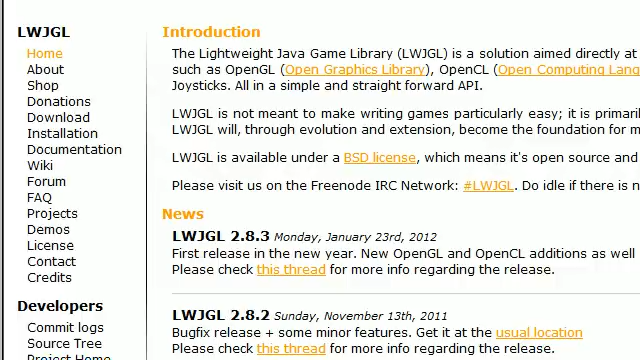 LWJGL
Home
About
Shop
Donations
Download
Installation
Documentation
Wiki
Forum
FAQ
Projects
Demos
License
Contact
Credits
Developers
Commit logs
Source Tree
Project Home
Introduction
The Lightweight Java Game Library (LWJGL) is a solution aimed directly at
such as OpenGL (Open Graphics Library), OpenCL (Open Computing Lang
Joysticks. All in a simple and straight forward API.
LWJGL is not meant to make writing games particularly easy; it is primari
LWJGL will, through evolution and extension, become the foundation for m
LWJGL is available under a BSD license, which means it's open source and
Please visit us on the Freenode IRC Network: #LWJGL. Do idle if there is n
News
LWJGL 2.8.3 Monday, January 23rd, 2012
First release in the new year. New OpenGL and OpenCL additions as well
Please check this thread for more info regarding the release.
LWJGL 2.8.2 Sunday, November 13th, 2011
Bugfix release + some minor features. Get it at the usual location
Please check this thread for more info regarding the release.